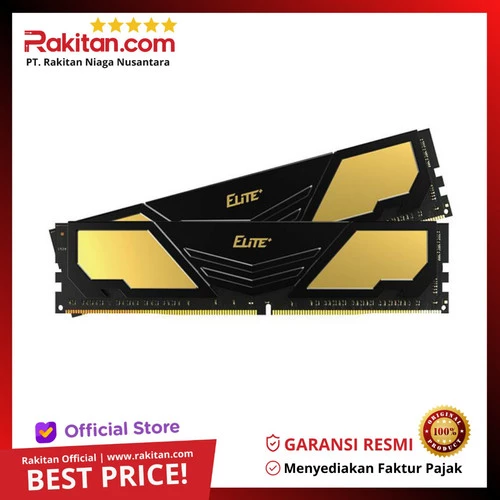 Rakitan.com
PT. Rakitan Niaga Nusantara
ELITE+
ELITE+
Official Store
Rakitan Official | www.rakitan.com
BEST PRICE!
GARANSI RESMI
Menyediakan Faktur Pajak
ORIGINAL
100%
PRODUCT